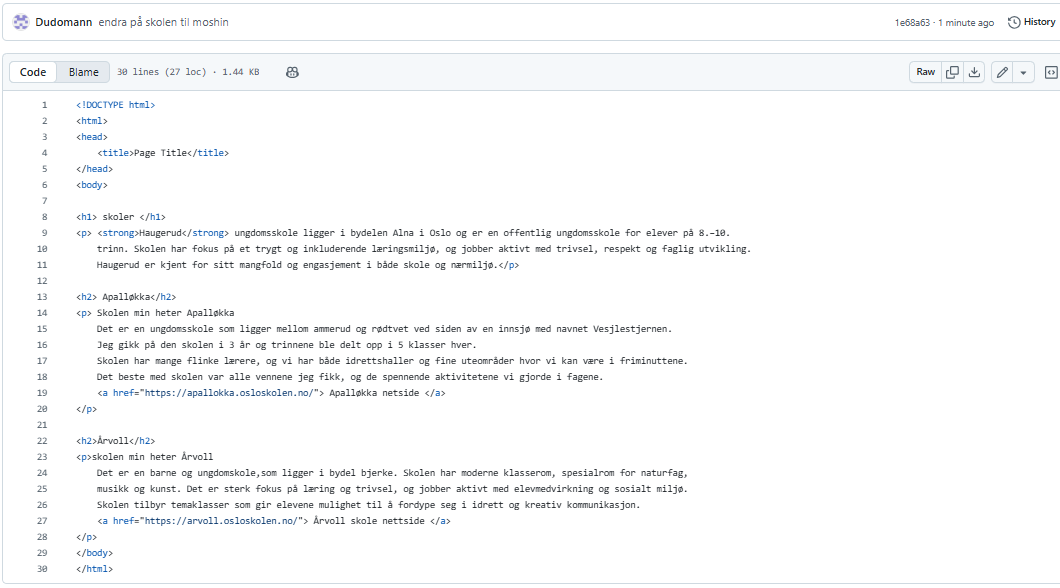 Dudomann endra på skolen til moshin 1e68a63 · 1 minute ago History
Code Blame 30 lines (27 loc) · 1.44 KB Raw
1 <!DOCTYPE html>
2 <html>
3 <head>
4 <title>Page Title</title>
5 </head>
6 <body>
7
8 <h1> skoler </h1>
9 <p> <strong>Haugerud</strong> ungdomsskole ligger i bydelen Alna i Oslo og er en offentlig ungdomsskole for elever på 8.–10.
10 trinn. Skolen har fokus på et trygt og inkluderende læringsmiljø, og jobber aktivt med trivsel, respekt og faglig utvikling.
11 Haugerud er kjent for sitt mangfold og engasjement i både skole og nærmiljø.</p>
12
13 <h2> Apalløkka</h2>
14 <p> Skolen min heter Apalløkka
15 Det er en ungdomsskole som ligger mellom ammerud og rødtvet ved siden av en innsjø med navnet Vesjlestjernen.
16 Jeg gikk på den skolen i 3 år og trinnene ble delt opp i 5 klasser hver.
17 Skolen har mange flinke lærere, og vi har både idrettshaller og fine uteområder hvor vi kan være i friminuttene.
18 Det beste med skolen var alle vennene jeg fikk, og de spennende aktivitetene vi gjorde i fagene.
19 <a href="https://apallokka.osloskolen.no/"> Apalløkka netside </a>
20 </p>
21
22 <h2>Årvoll</h2>
23 <p>skolen min heter Årvoll
24 Det er en barne og ungdomskole,som ligger i bydel bjerke. Skolen har moderne klasserom, spesialrom for naturfag,
25 musikk og kunst. Det er sterk fokus på læring og trivsel, og jobber aktivt med elevmedvirkning og sosialt miljø.
26 Skolen tilbyr temaklasser som gir elevene mulighet til å fordype seg i idrett og kreativ kommunikasjon.
27 <a href="https://arvoll.osloskolen.no/"> Årvoll skole nettside </a>
28 </p>
29 </body>
30 </html>